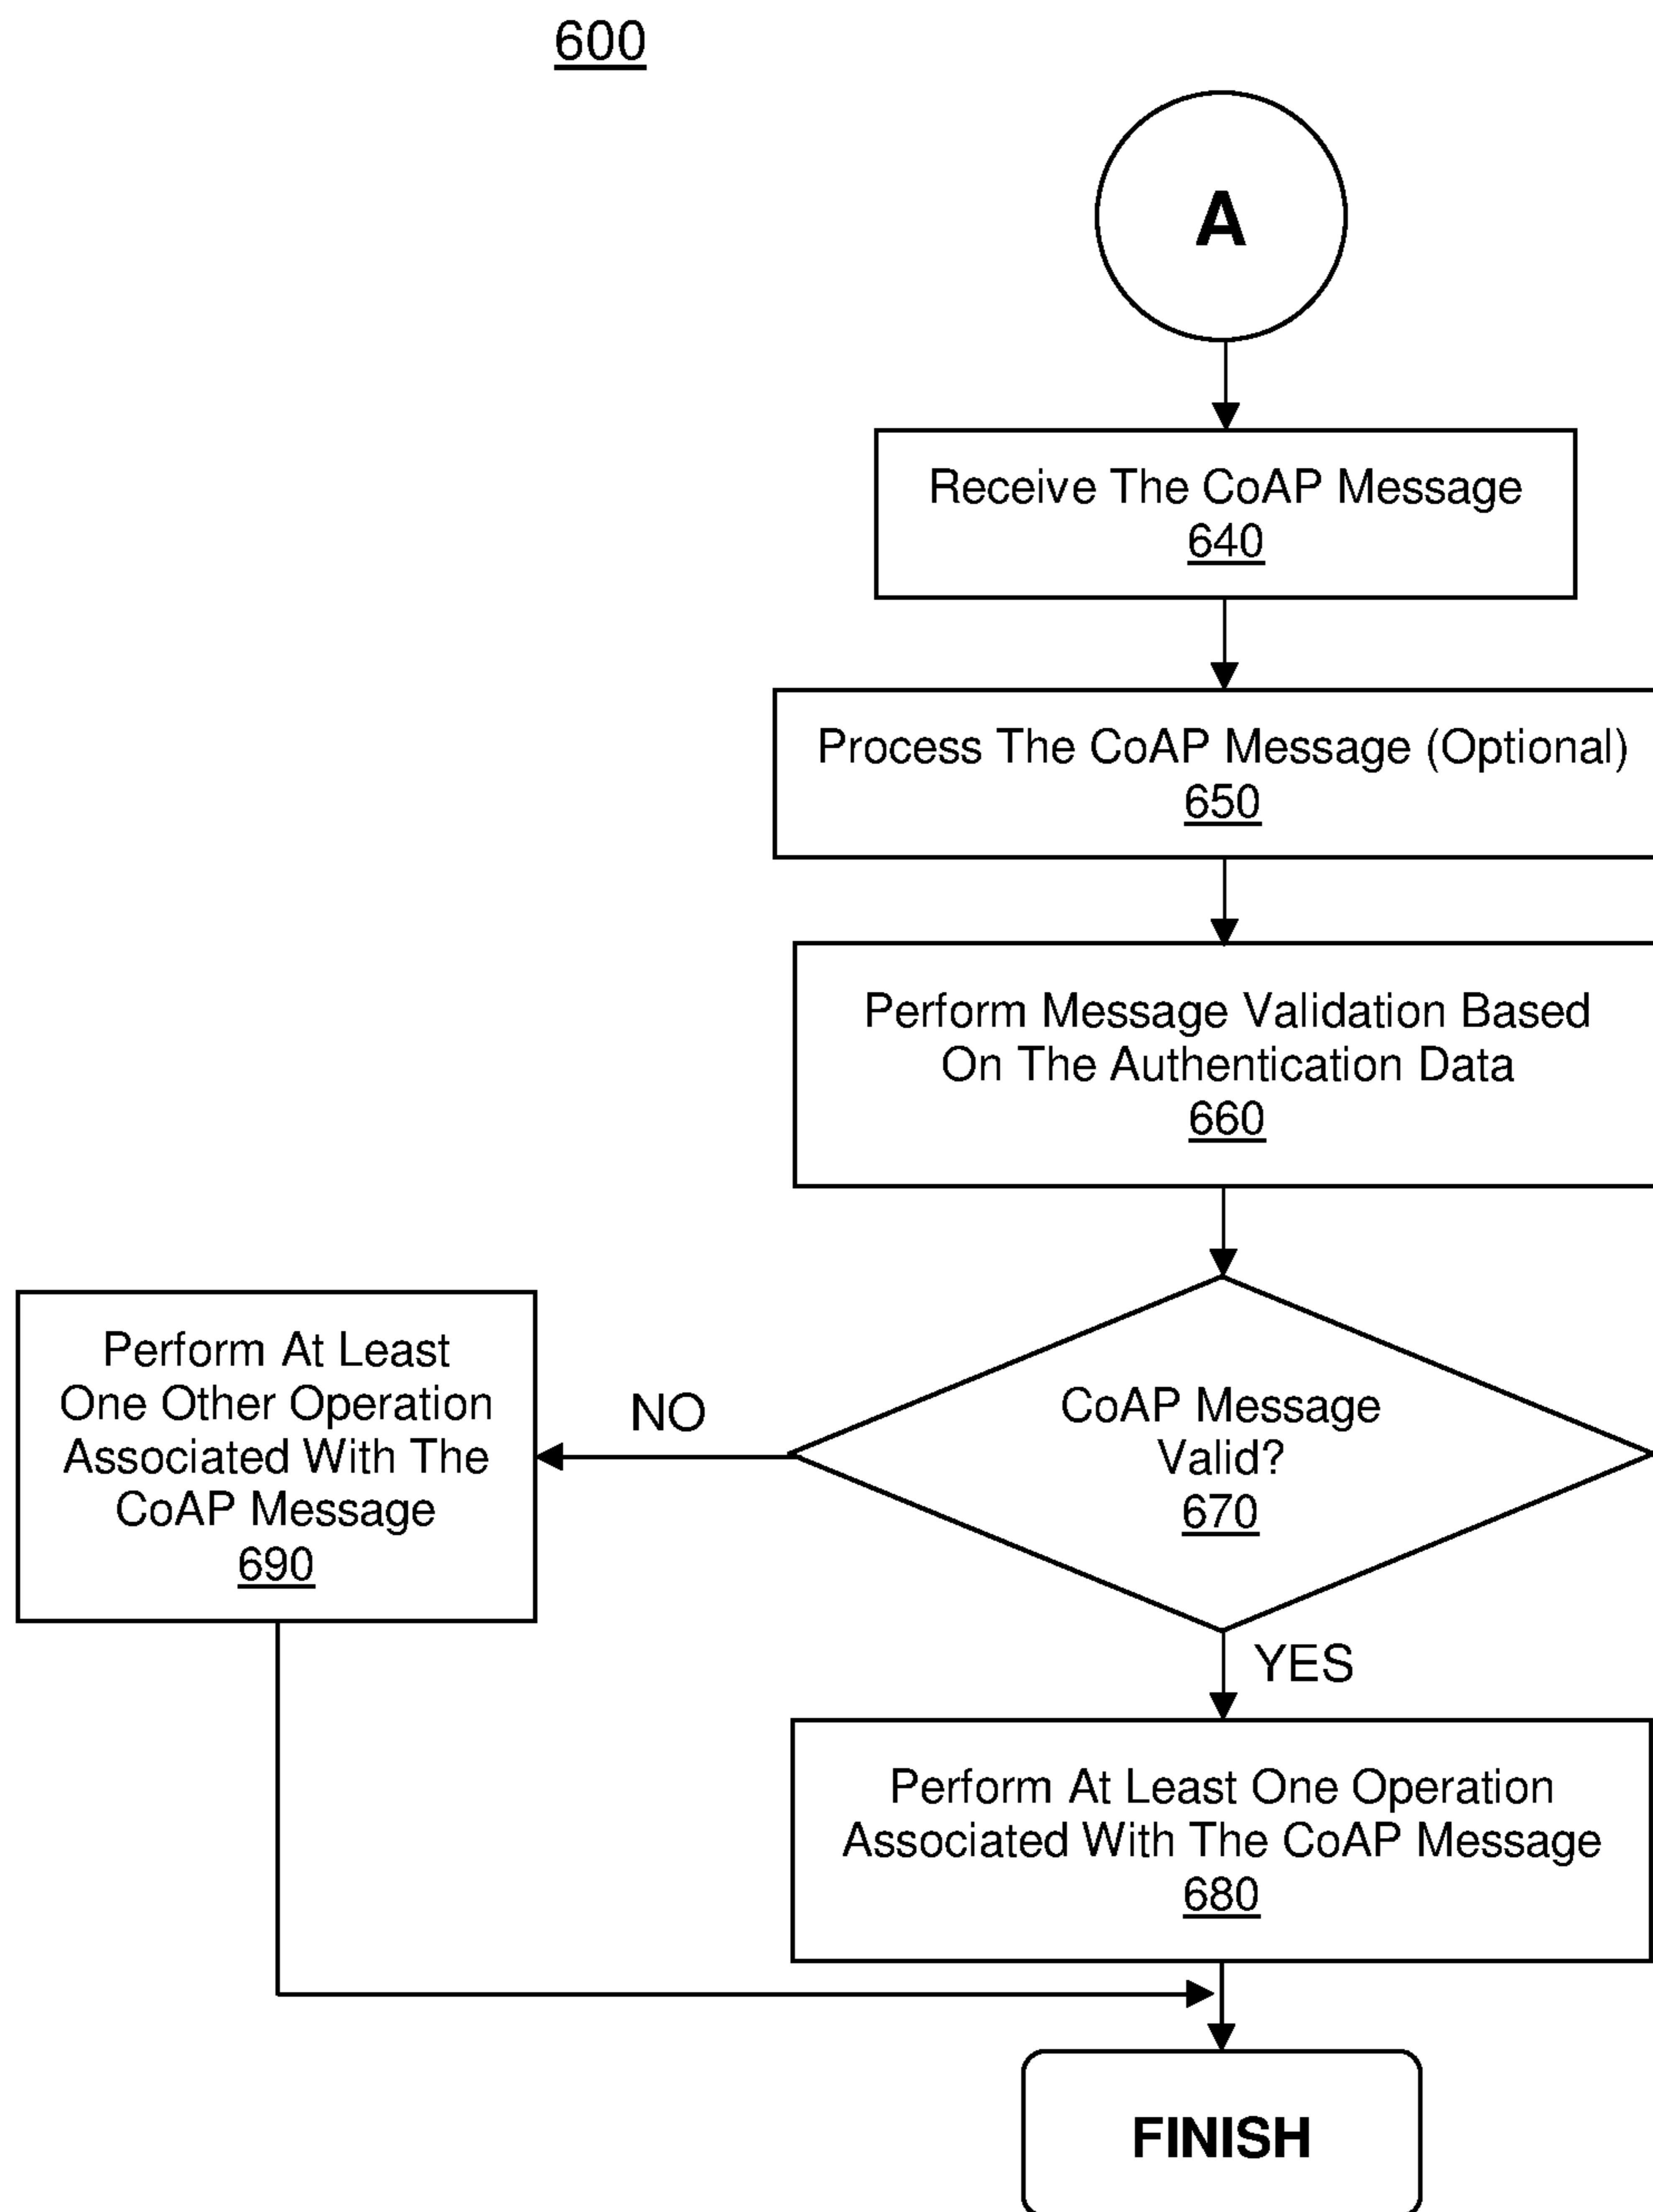 600
A
Receive The CoAP Message
640
Process The CoAP Message (Optional)
650
Perform Message Validation Based
On The Authentication Data
660
CoAP Message
Valid?
670
NO
Perform At Least
One Other Operation
Associated With The
CoAP Message
690
YES
Perform At Least One Operation
Associated With The CoAP Message
680
FINISH